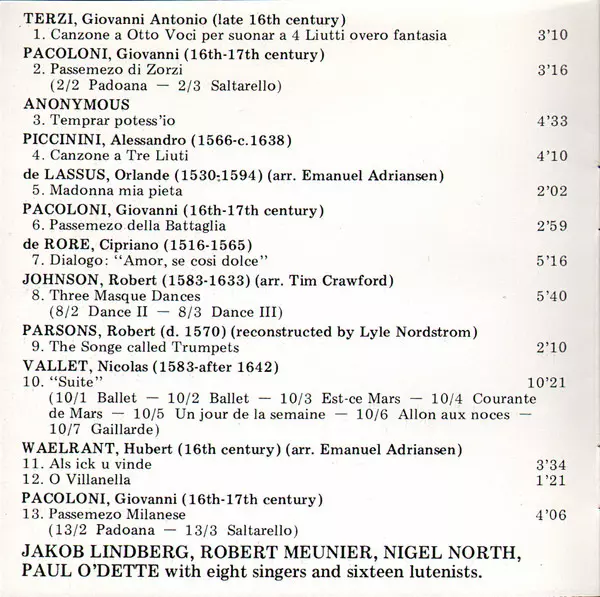 TERZI, Giovanni Antonio (late 16th century)
1. Canzone a Otto Voci per suonar a 4 Liutti overo fantasia 3'10
PACOLONI, Giovanni (16th-17th century)
2. Passemezo di Zorzi 3'16
(2/2 Padoana — 2/3 Saltarello)
ANONYMOUS
3. Temprar potess'io 4'33
PICCININI, Alessandro (1566-c.1638)
4. Canzone a Tre Liuti 4'10
de LASSUS, Orlande (1530-1594) (arr. Emanuel Adriansen)
5. Madonna mia pieta 2'02
PACOLONI, Giovanni (16th-17th century)
6. Passemezo della Battaglia 2'59
de RORE, Cipriano (1516-1565)
7. Dialogo: "Amor, se cosi dolce" 5'16
JOHNSON, Robert (1583-1633) (arr. Tim Crawford)
8. Three Masque Dances 5'40
(8/2 Dance II — 8/3 Dance III)
PARSONS, Robert (d. 1570) (reconstructed by Lyle Nordstrom)
9. The Songe called Trumpets 2'10
VALLET, Nicolas (1583-after 1642)
10. "Suite" 10'21
(10/1 Ballet — 10/2 Ballet — 10/3 Est-ce Mars — 10/4 Courante
de Mars — 10/5 Un jour de la semaine — 10/6 Allon aux noces —
10/7 Gaillarde)
WAELRANT, Hubert (16th century) (arr. Emanuel Adriansen)
11. Als ick u vinde 3'34
12. O Villanella 1'21
PACOLONI, Giovanni (16th-17th century)
13. Passemezo Milanese 4'06
(13/2 Padoana — 13/3 Saltarello)
JAKOB LINDBERG, ROBERT MEUNIER, NIGEL NORTH,
PAUL O'DETTE with eight singers and sixteen lutenists.